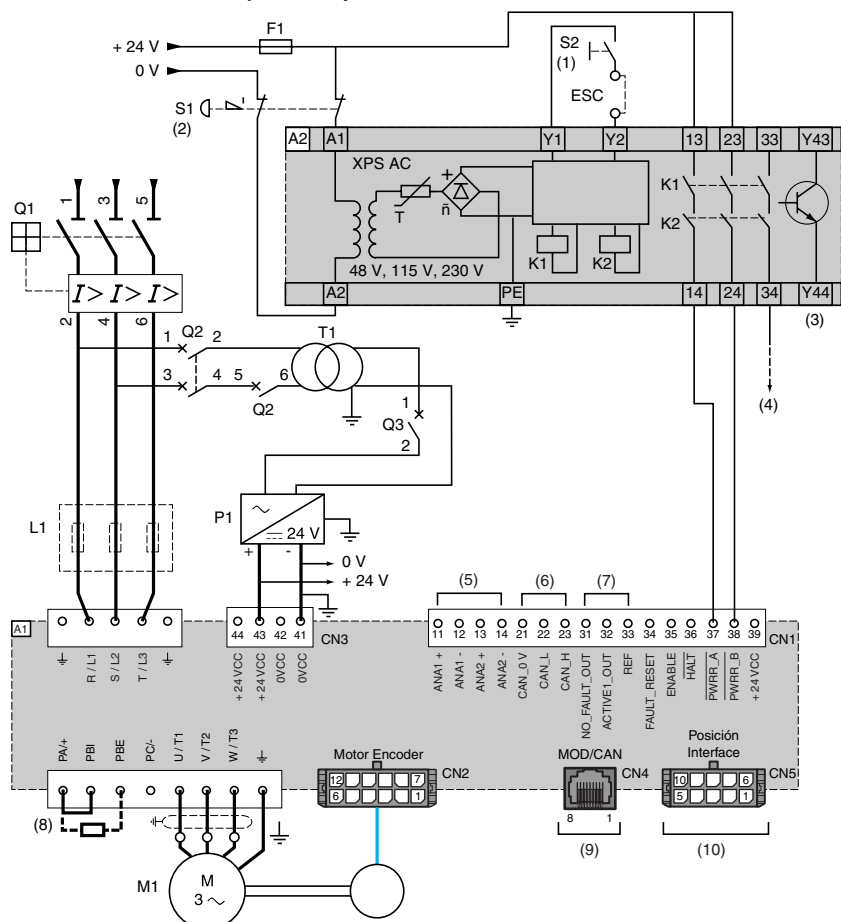 F1
+ 24 V
0 V
S1
(2)
S2
(1)
ESC
A2 A1 Y1 Y2 13 23 33 Y43
XPS AC
+
T
ñ
K1
K2
K1 K2
48 V, 115 V, 230 V
A2 PE 14 24 34 Y44
(3)
(4)
1 3 5
Q1
I> I> I>
2 4 6
1 Q2 2
T1
3 4 5 6
Q2
1
Q3
2
L1
P1
24 V
+ -
0 V
+ 24 V
(5) (6) (7)
A1
R / L1
S / L2
T / L3
44 43 42 41
CN3
+24 VCC
+24 VCC
0VCC
0VCC
11 12 13 14 21 22 23 31 32 33 34 35 36 37 38 39
CN1
ANA1 +
ANA1 -
ANA2 +
ANA2 -
CAN_0 V
CAN_L
CAN_H
NO_FAULT_OUT
ACTIVE1_OUT
REF
FAULT_RESET
ENABLE
HALT
PWRR_A
PWRR_B
+24 VCC
PA/+
PBI
PBE
PC/-
U / T1
V / T2
W / T3
Motor Encoder
12 7
6 1
CN2
MOD/CAN
CN4
8 1
(9)
Posición
Interface
10 6
5 1
CN5
(10)
(8)
M1
M
3 ~